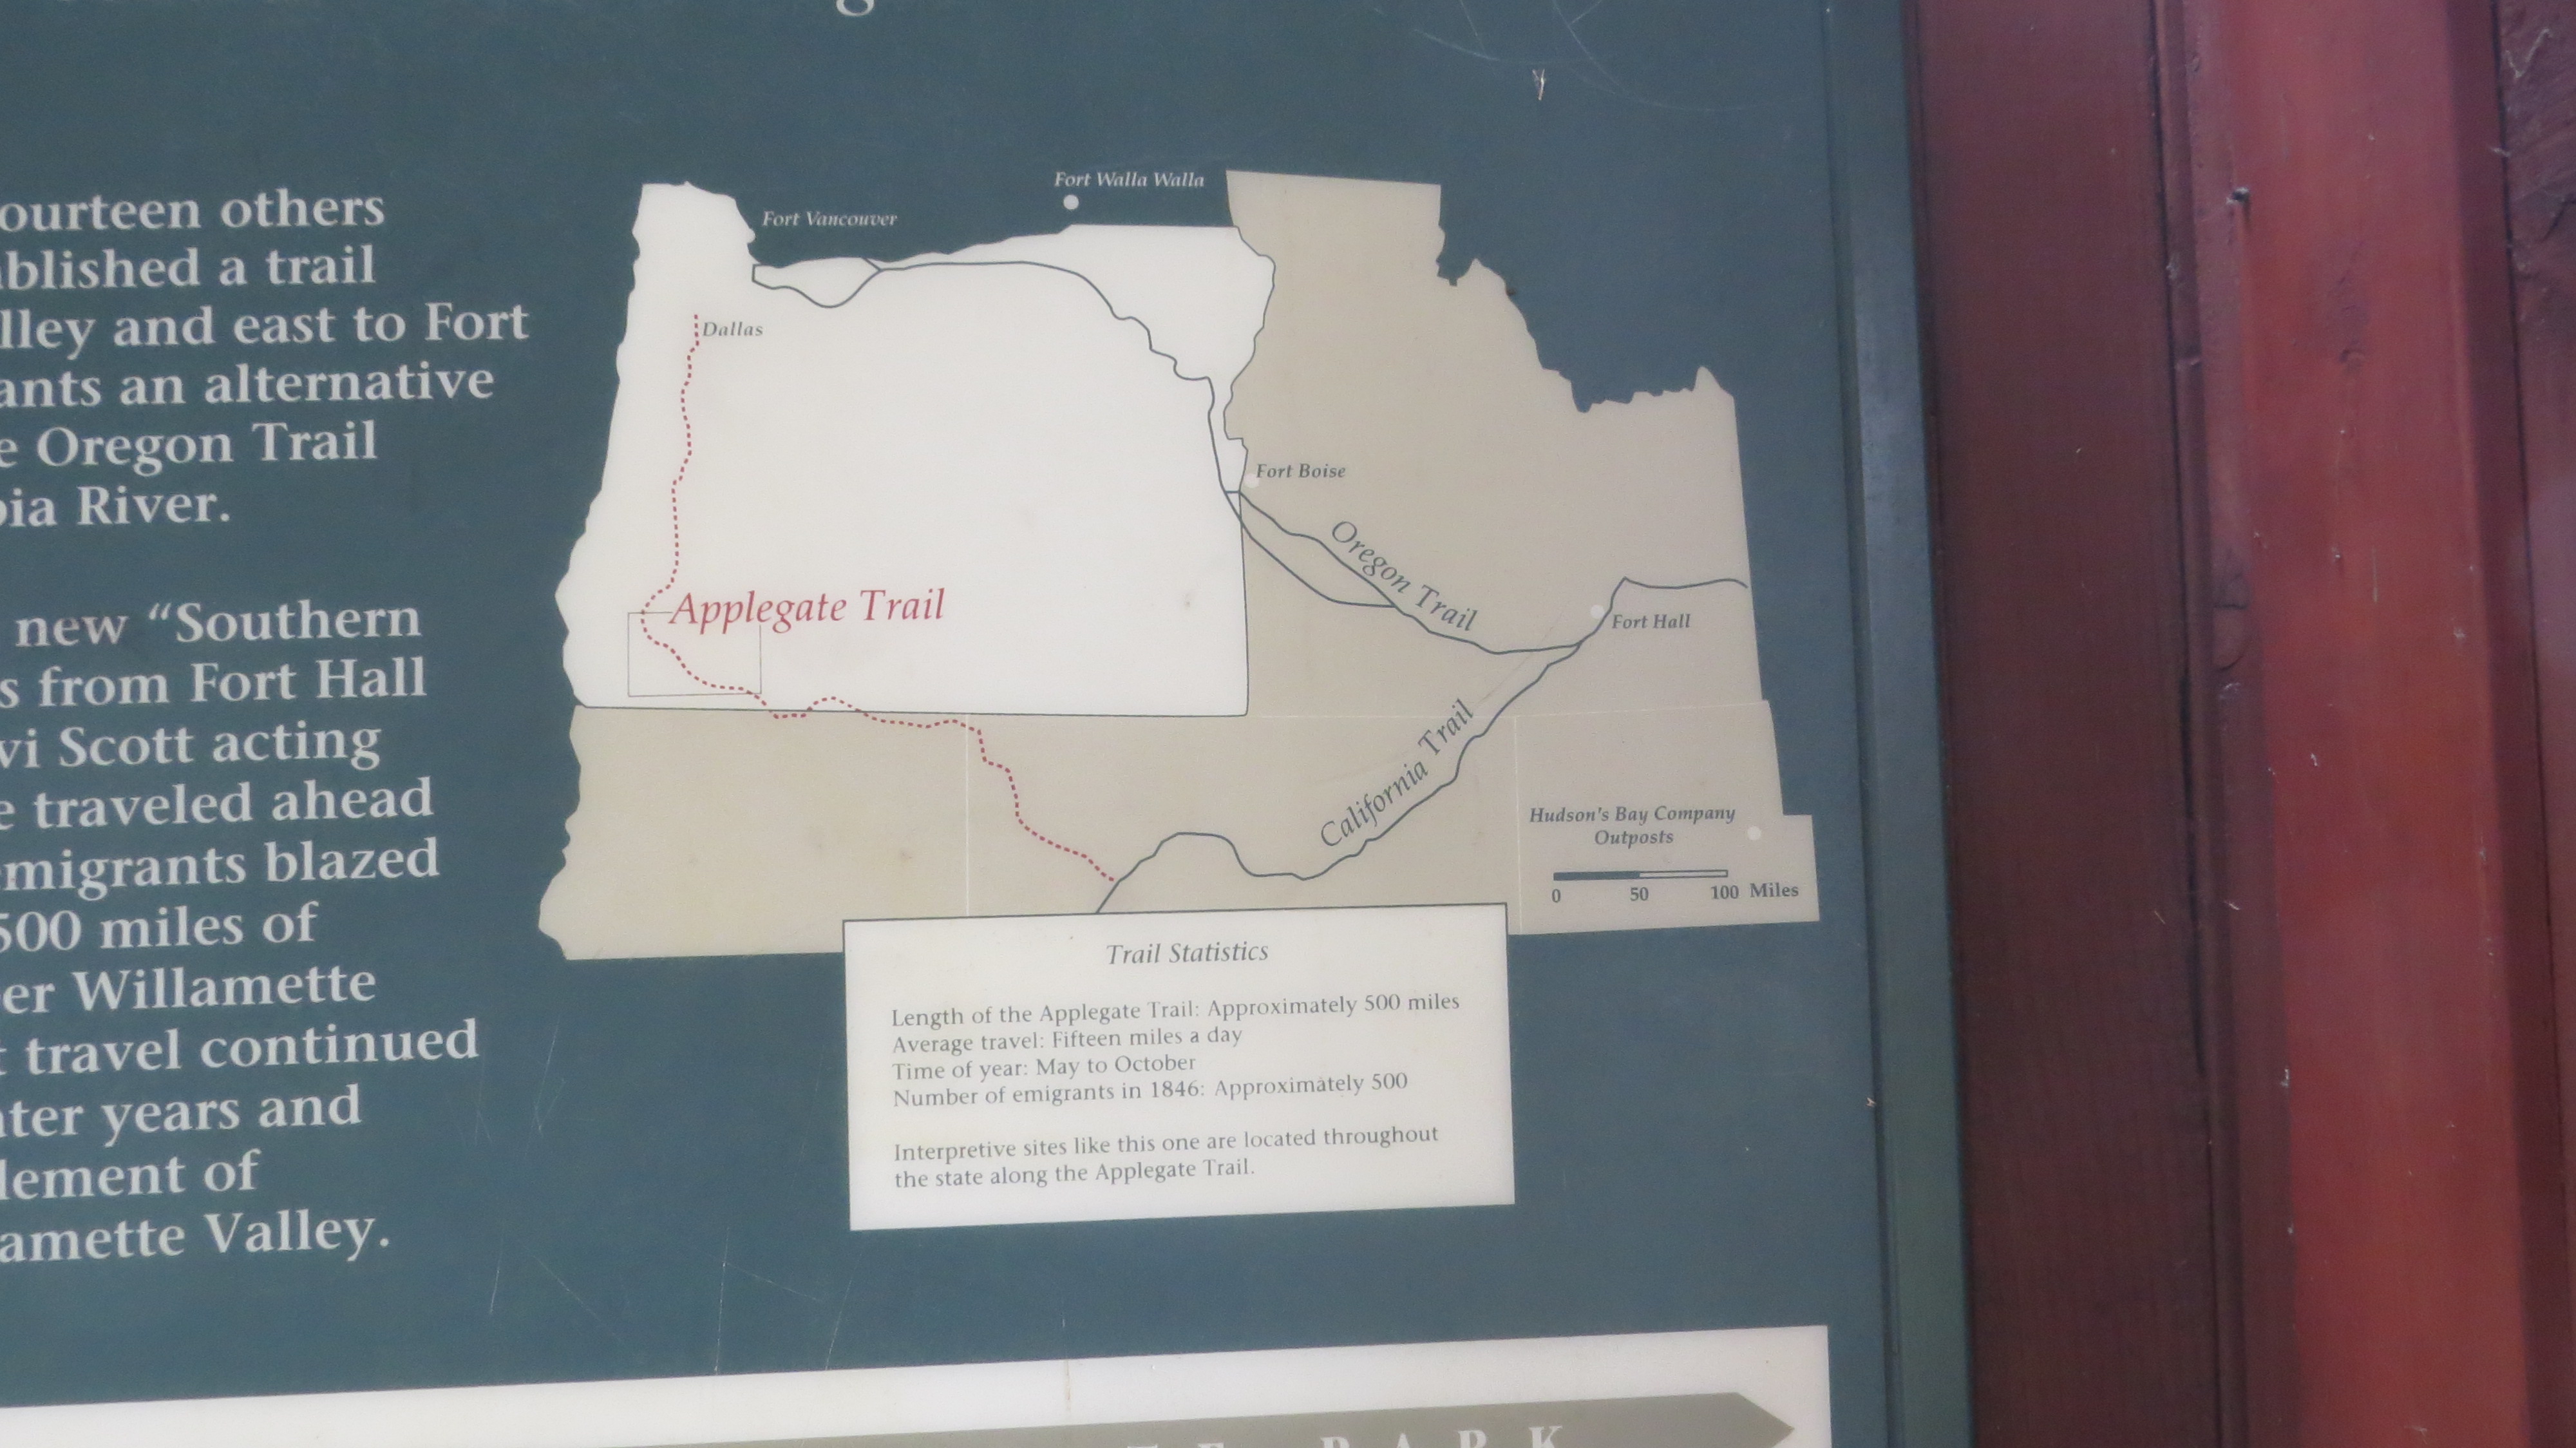 ourteen others
blished a trail
lley and east to Fort
ants an alternative
e Oregon Trail
bia River.
new “Southern
s from Fort Hall
vi Scott acting
e traveled ahead
emigrants blazed
500 miles of
er Willamette
t travel continued
ater years and
lement of
amette Valley.
Fort Walla Walla
Fort Vancouver
Dallas
Fort Boise
Oregon Trail
Applegate Trail
Fort Hall
California Trail
Hudson's Bay Company
Outposts
0 50 100 Miles
Trail Statistics
Length of the Applegate Trail: Approximately 500 miles
Average travel: Fifteen miles a day
Time of year: May to October
Number of emigrants in 1846: Approximately 500
Interpretive sites like this one are located throughout
the state along the Applegate Trail.
PARK